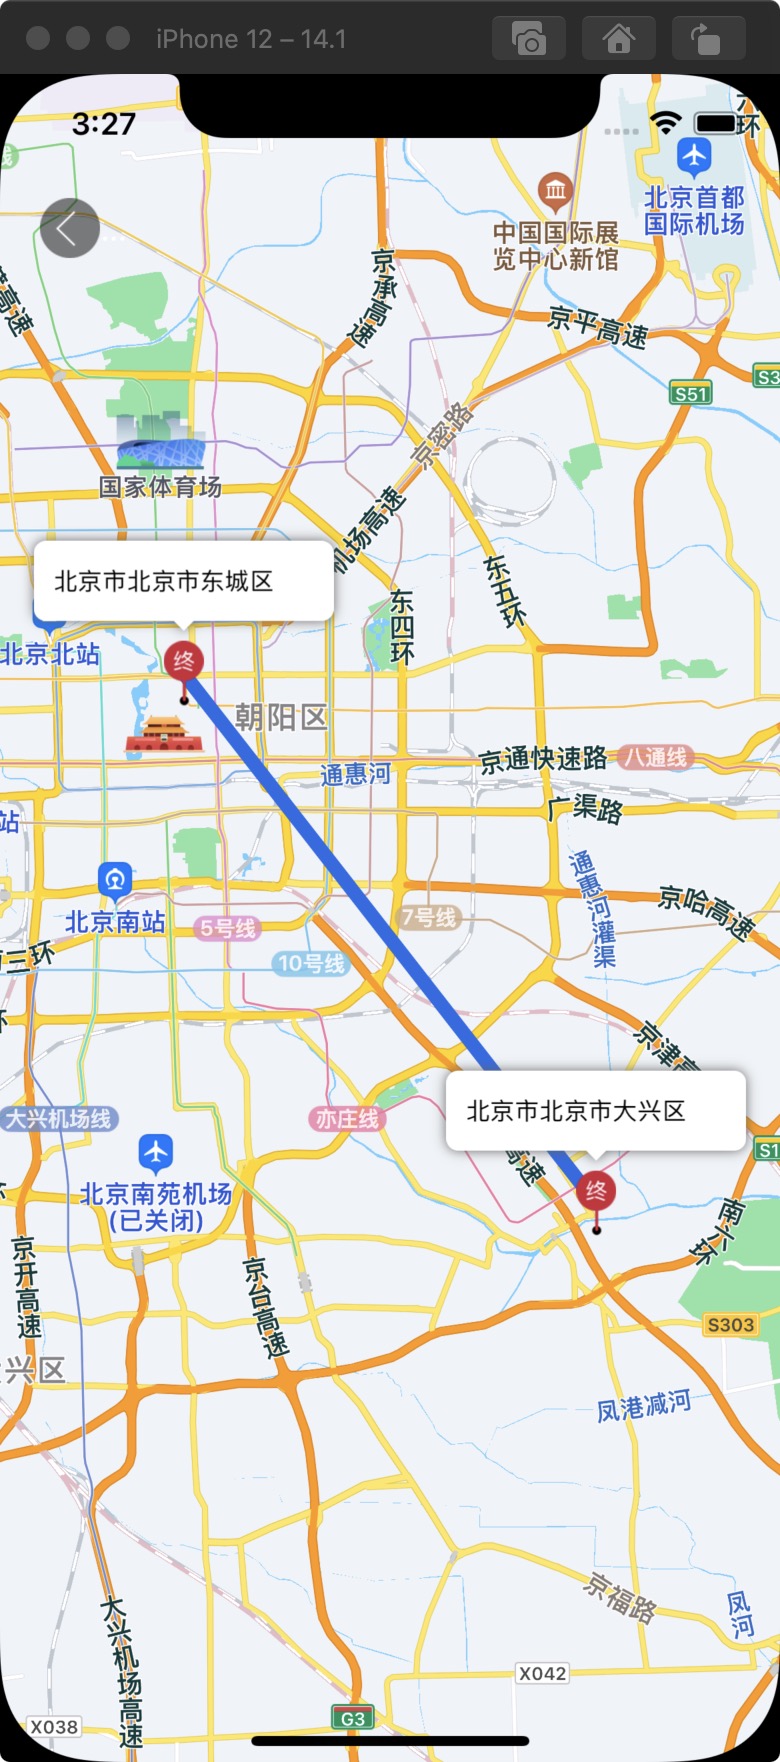 iPhone 12 – 14.1
3:27
六环
北京首都
国际机场
中国国际展
览中心新馆
京承高速
高速
京平高速
S51
S3
京密路
国家体育场
机场高速
东五环
北京市北京市东城区
东四环
北京北站
终
朝阳区
通惠河
京通快速路
八通线
广渠路
站
通惠河灌渠
北京南站
5号线
7号线
京哈高速
三环
10号线
环
京津高
北京市北京市大兴区
大兴机场线
亦庄线
高速
S1
终
北京南苑机场
(已关闭)
南六环
京开高速
京台高速
S303
兴区
凤港减河
京福路
凤河
大兴机场高速
X042
G3
X038